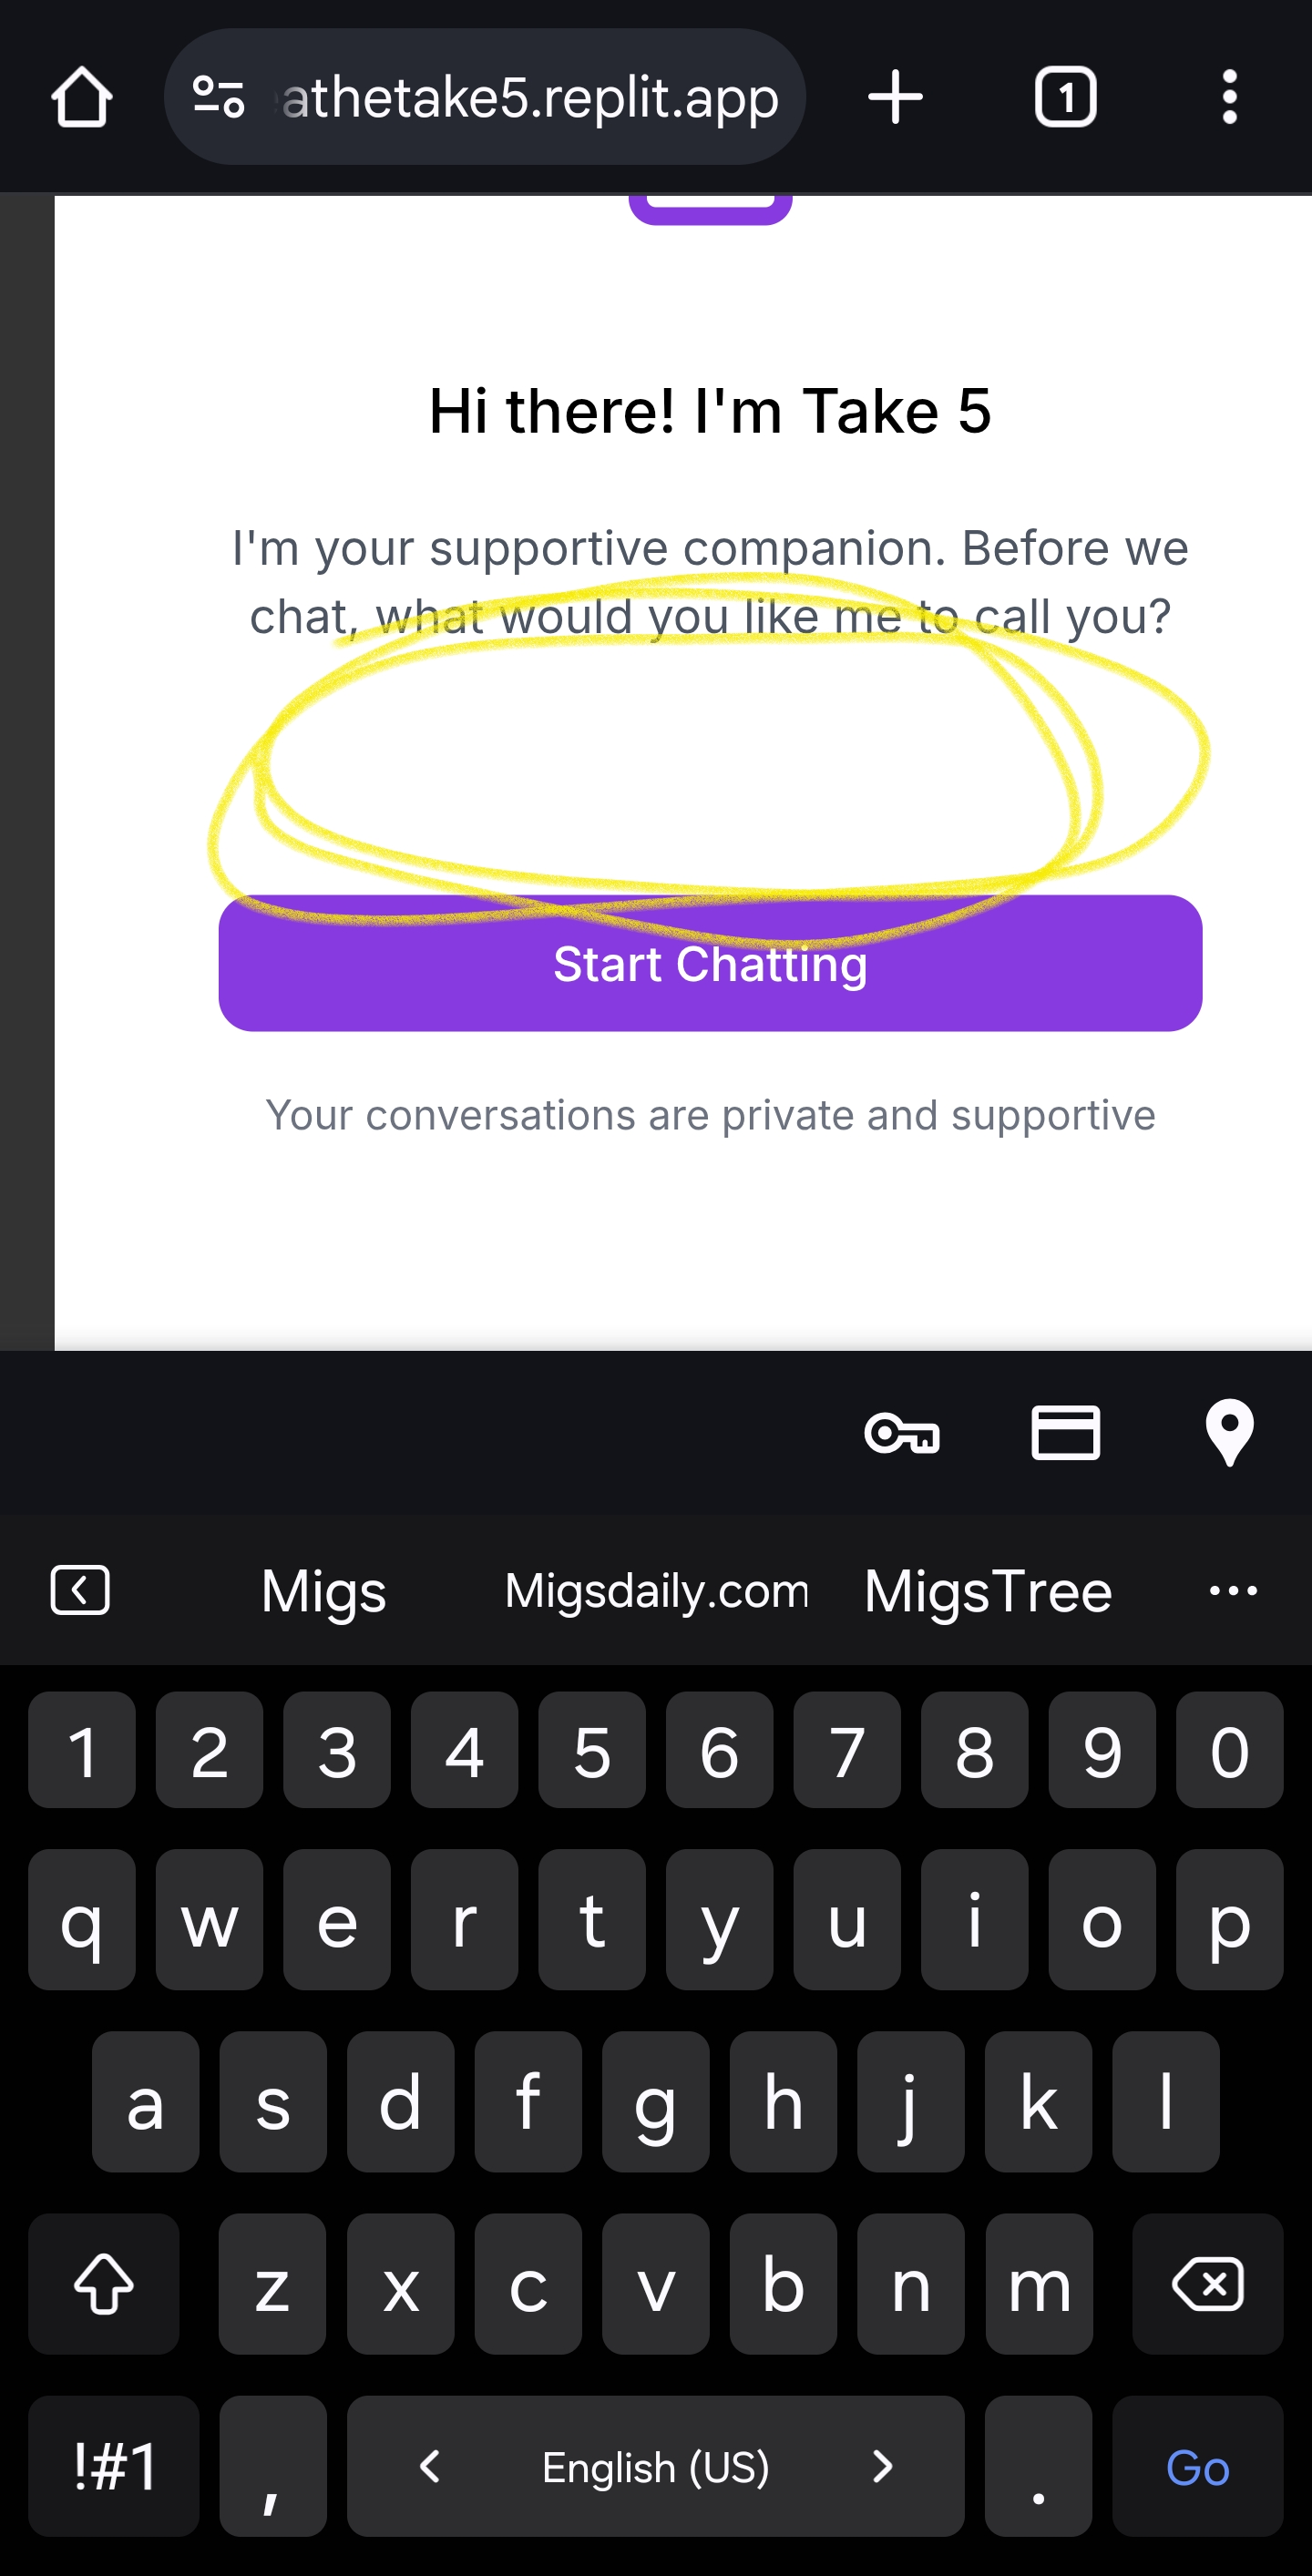 athetake5.replit.app
1
Hi there! I'm Take 5
I'm your supportive companion. Before we
chat, what would you like me to call you?
Start Chatting
Your conversations are private and supportive
Migs Migsdaily.com MigsTree
1 2 3 4 5 6 7 8 9 0
q w e r t y u i o p
a s d f g h j k l
z x c v b n m
!#1 , English (US) . Go